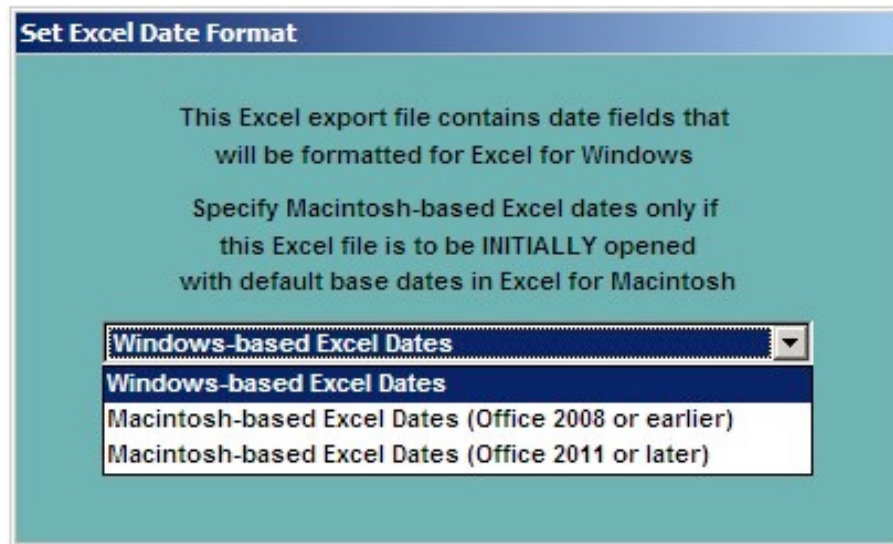 Set Excel Date Format
This Excel export file contains date fields that
will be formatted for Excel for Windows
Specify Macintosh-based Excel dates only if
this Excel file is to be INITIALLY opened
with default base dates in Excel for Macintosh
Windows-based Excel Dates
Windows-based Excel Dates
Macintosh-based Excel Dates (Office 2008 or earlier)
Macintosh-based Excel Dates (Office 2011 or later)